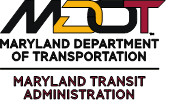 MDOT
MARYLAND DEPARTMENT
OF TRANSPORTATION
MARYLAND TRANSIT
ADMINISTRATION